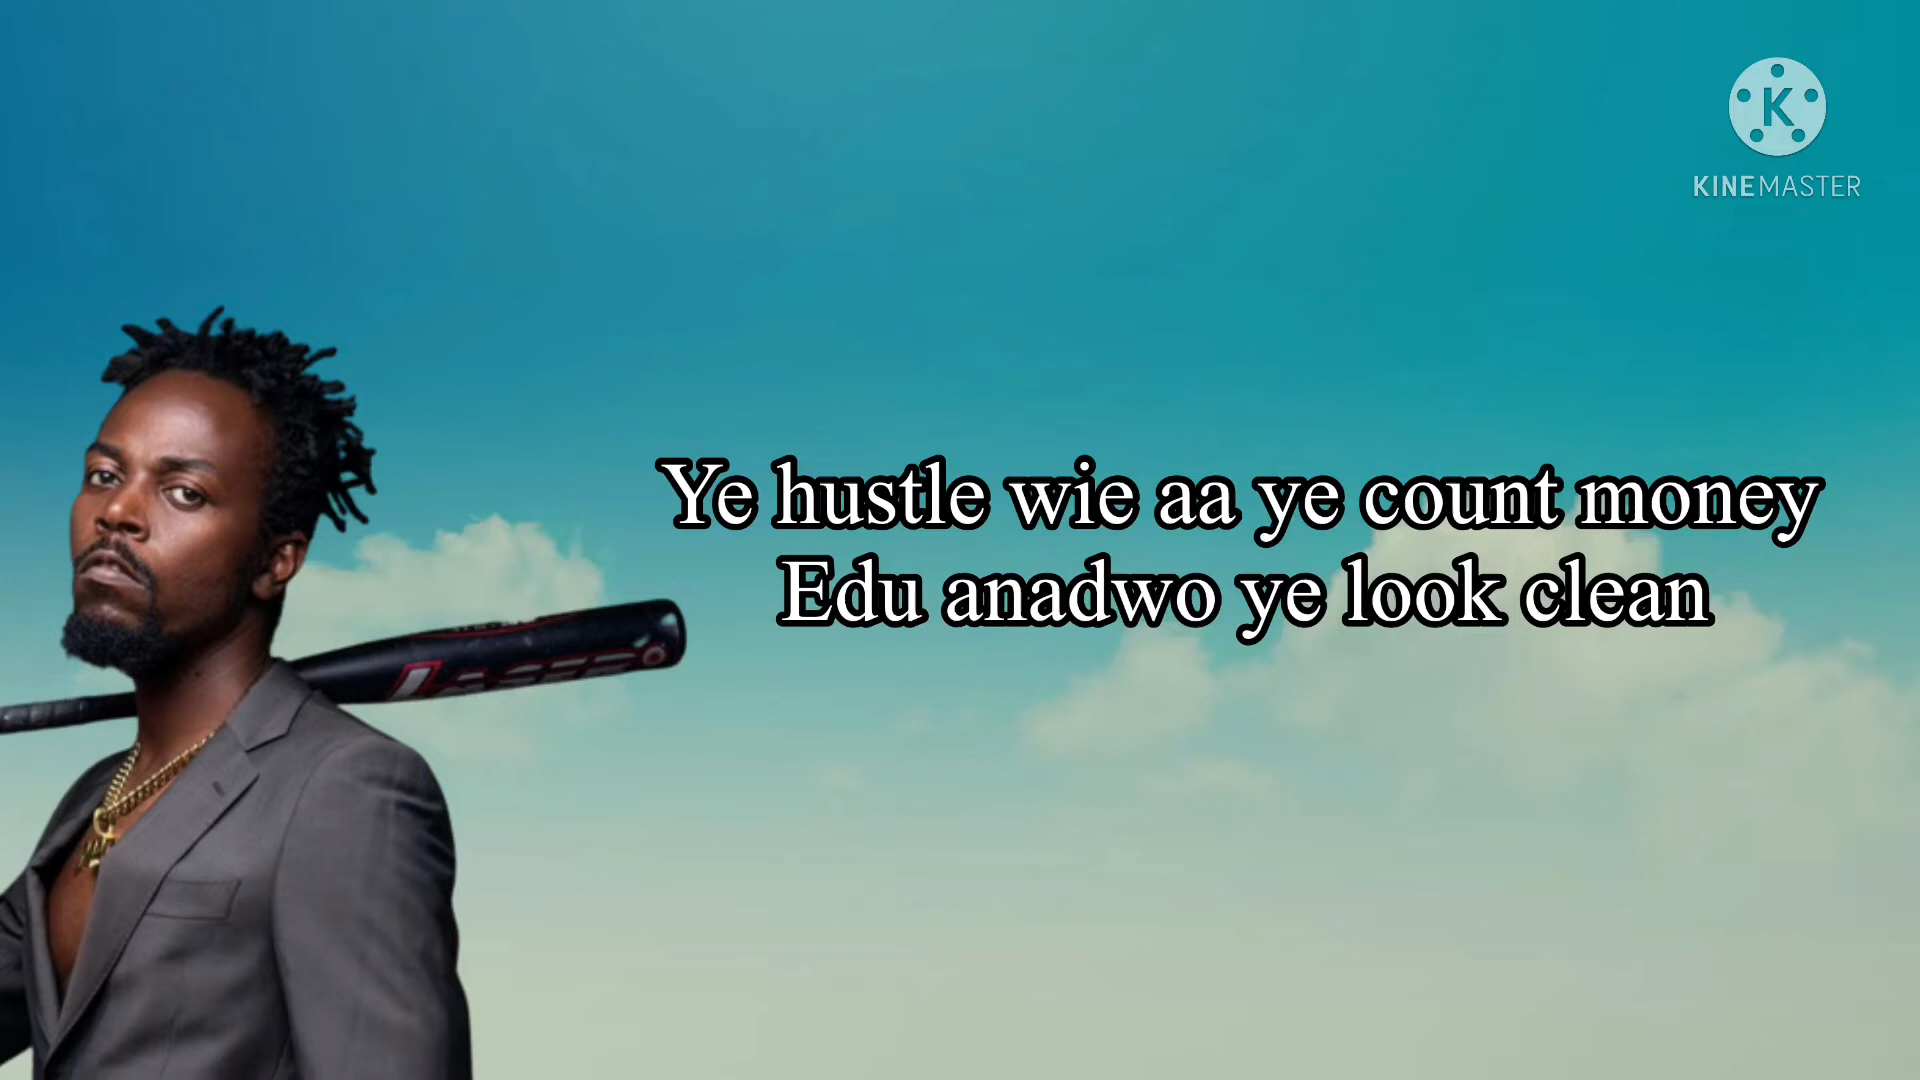 K
KINEMASTER
Ye hustle wie aa ye count money
Edu anadwo ye look clean